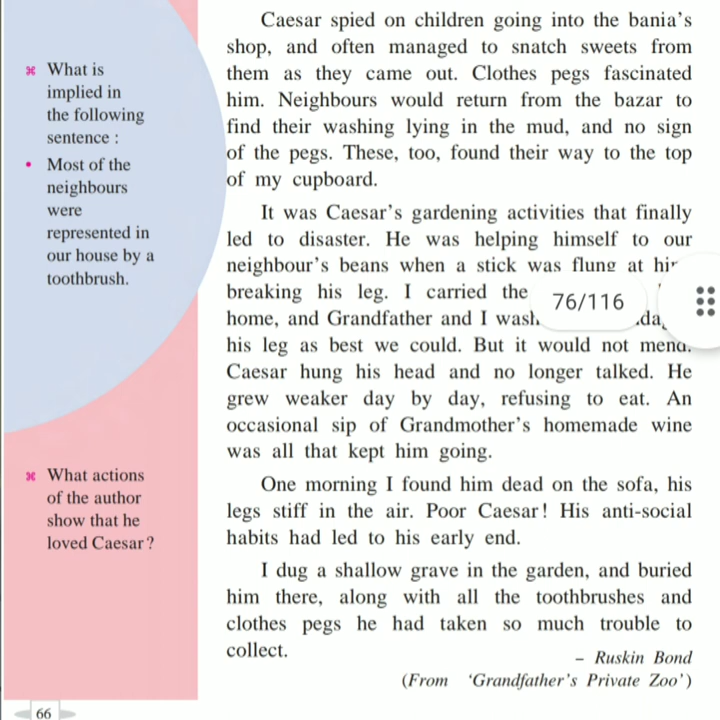 ⌘ What is
implied in
the following
sentence :
• Most of the
neighbours
were
represented in
our house by a
toothbrush.
⌘ What actions
of the author
show that he
loved Caesar?
Caesar spied on children going into the bania's
shop, and often managed to snatch sweets from
them as they came out. Clothes pegs fascinated
him. Neighbours would return from the bazar to
find their washing lying in the mud, and no sign
of the pegs. These, too, found their way to the top
of my cupboard.
It was Caesar's gardening activities that finally
led to disaster. He was helping himself to our
neighbour's beans when a stick was flung at
breaking his leg. I carried the
76/116
home, and Grandfather and I
his leg as best we could. But it would not mend.
Caesar hung his head and no longer talked. He
grew weaker day by day, refusing to eat. An
occasional sip of Grandmother's homemade wine
was all that kept him going.
One morning I found him dead on the sofa, his
legs stiff in the air. Poor Caesar! His anti-social
habits had led to his early end.
I dug a shallow grave in the garden, and buried
him there, along with all the toothbrushes and
clothes pegs he had taken so much trouble to
collect.
– Ruskin Bond
(From 'Grandfather's Private Zoo')
66